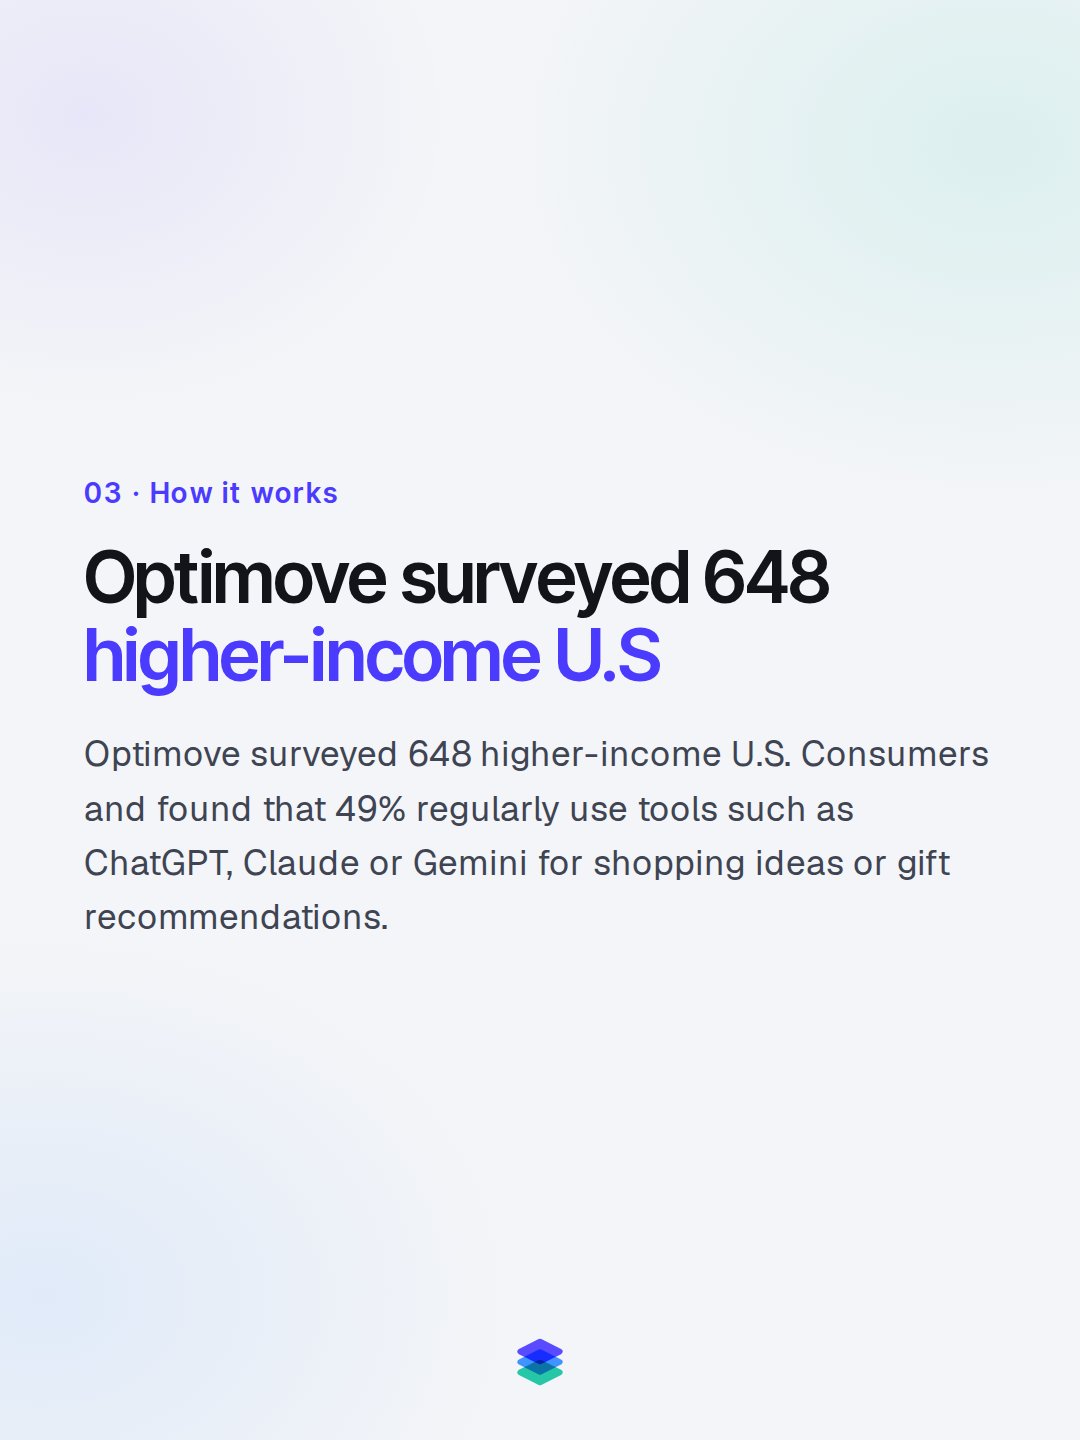 03 · How it works
Optimove surveyed 648
higher-income U.S
Optimove surveyed 648 higher-income U.S. Consumers
and found that 49% regularly use tools such as
ChatGPT, Claude or Gemini for shopping ideas or gift
recommendations.